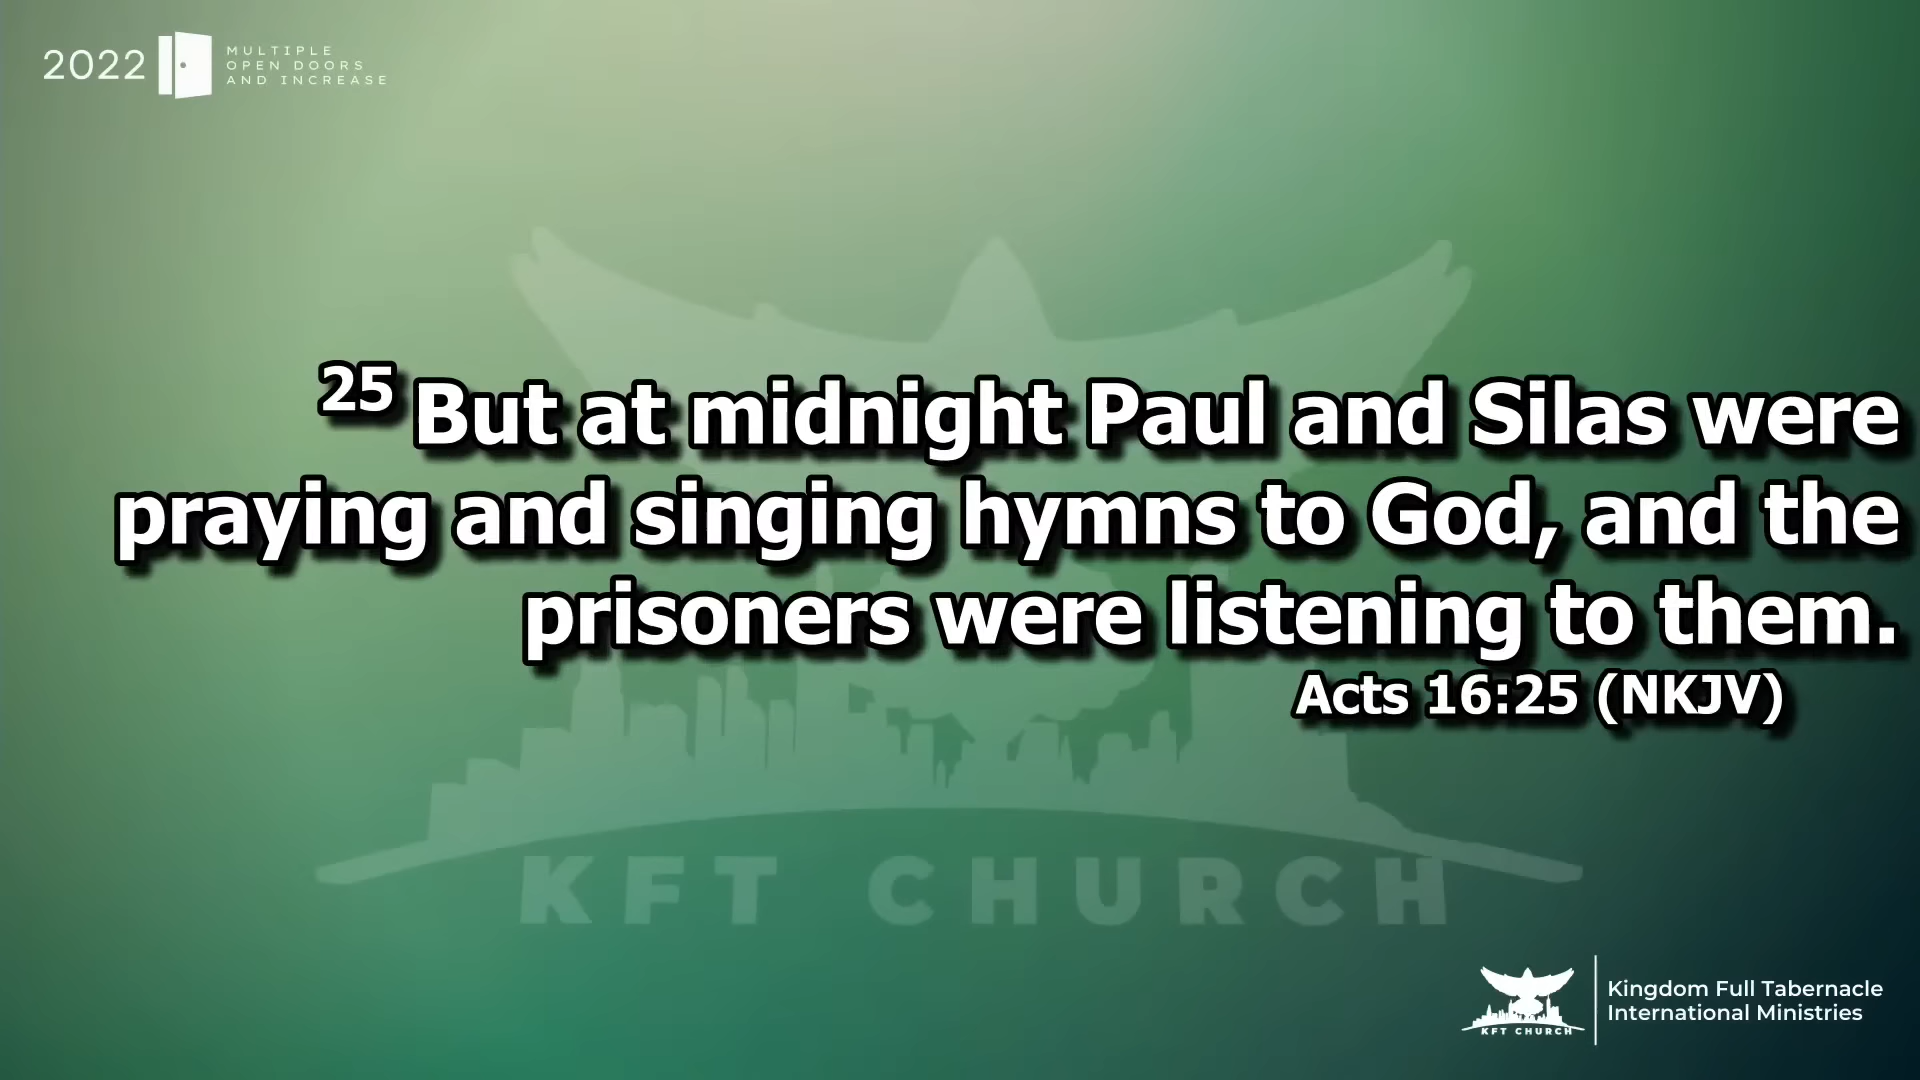 2022
MULTIPLE
OPEN DOORS
AND INCREASE
25 But at midnight Paul and Silas were
praying and singing hymns to God, and the
prisoners were listening to them.
Acts 16:25 (NKJV)
KFT CHURCH
KFT CHURCH
Kingdom Full Tabernacle
International Ministries